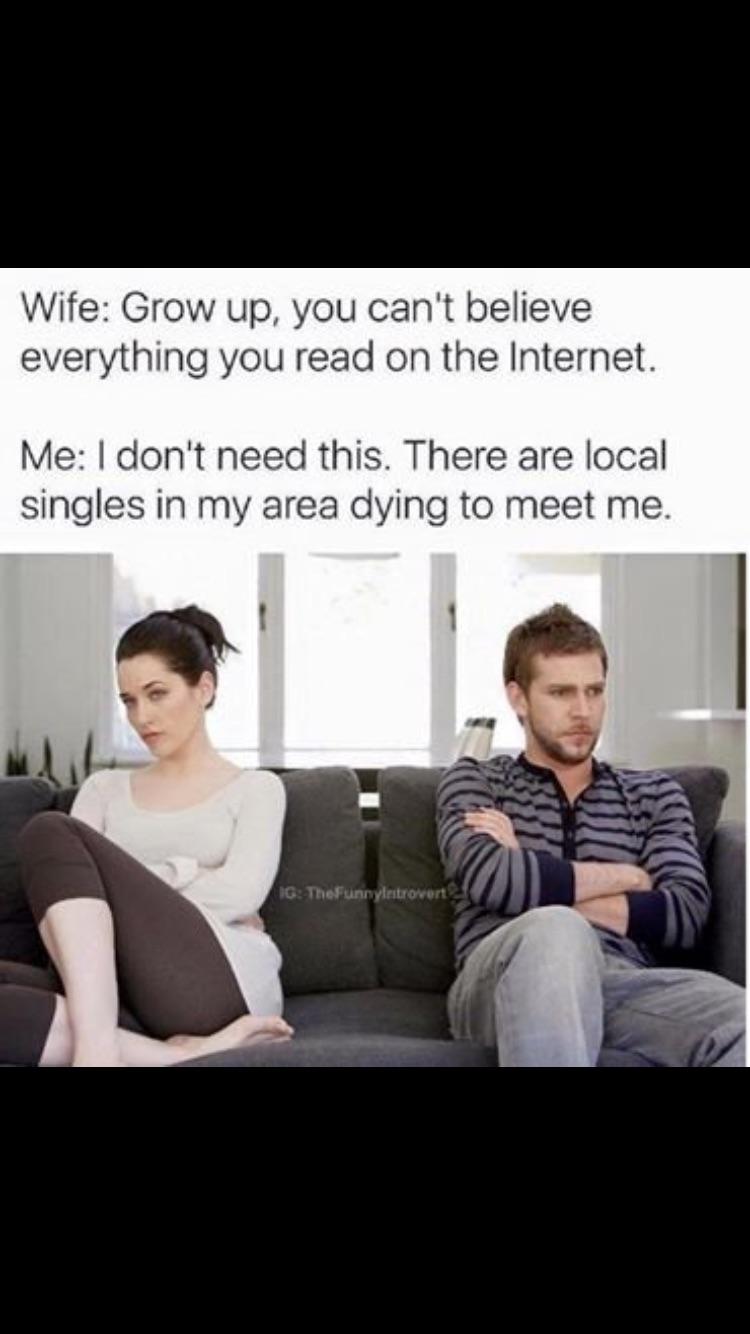 Wife: Grow up, you can't believe
everything you read on the Internet.
Me: I don't need this. There are local
singles in my area dying to meet me.
IG: TheFunnyIntrovert